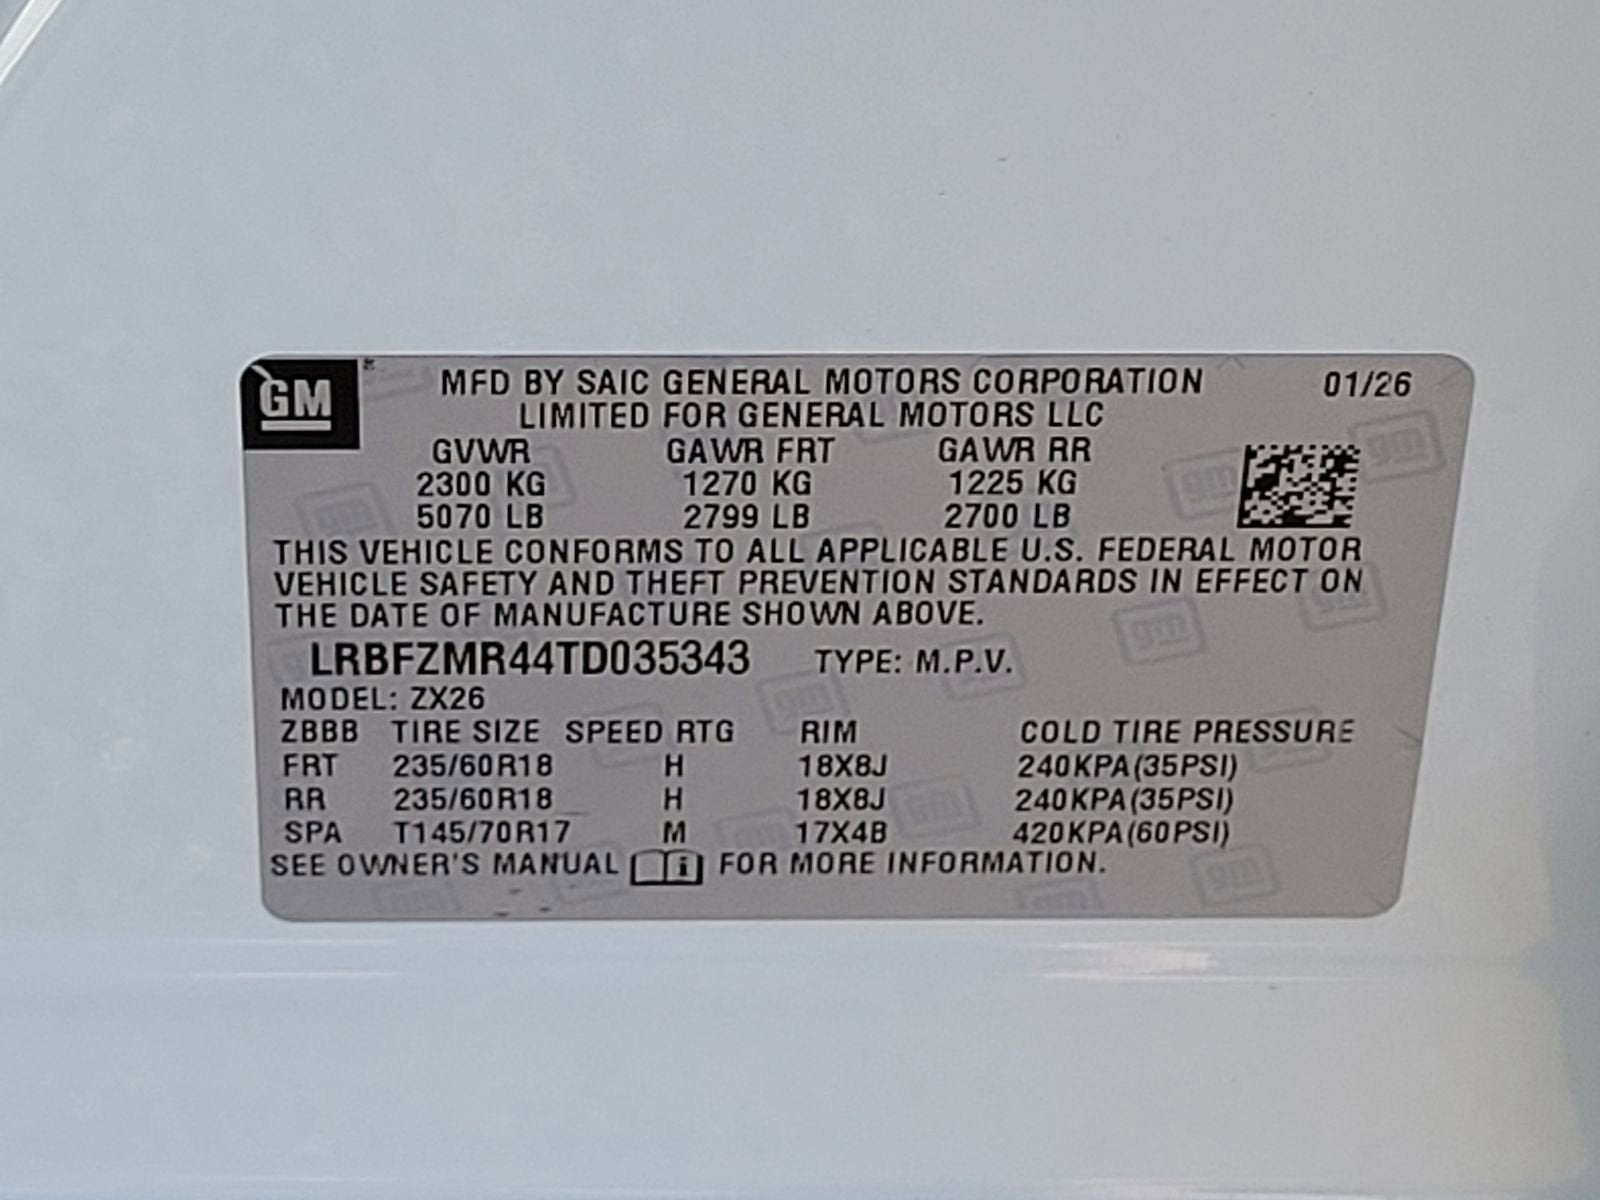 GM
MFD BY SAIC GENERAL MOTORS CORPORATION 01/26
LIMITED FOR GENERAL MOTORS LLC
GVWR GAWR FRT GAWR RR
2300 KG 1270 KG 1225 KG
5070 LB 2799 LB 2700 LB
THIS VEHICLE CONFORMS TO ALL APPLICABLE U.S. FEDERAL MOTOR
VEHICLE SAFETY AND THEFT PREVENTION STANDARDS IN EFFECT ON
THE DATE OF MANUFACTURE SHOWN ABOVE.
LRBFZMR44TD035343 TYPE: M.P.V.
MODEL: ZX26
ZBBB TIRE SIZE SPEED RTG RIM COLD TIRE PRESSURE
FRT 235/60R18 H 18X8J 240KPA(35PSI)
RR 235/60R18 H 18X8J 240KPA(35PSI)
SPA T145/70R17 M 17X4B 420KPA(60PSI)
SEE OWNER'S MANUAL i FOR MORE INFORMATION.